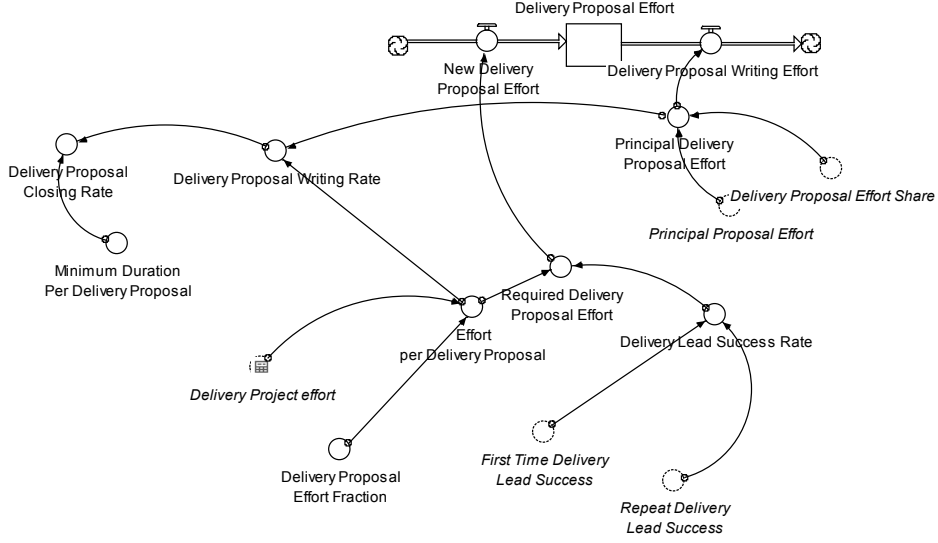 Delivery Proposal Effort
New Delivery
Proposal Effort
Delivery Proposal Writing Effort
Principal Delivery
Proposal Effort
Delivery Proposal
Closing Rate
Delivery Proposal Writing Rate
Delivery Proposal Effort Share
Principal Proposal Effort
Minimum Duration
Per Delivery Proposal
Required Delivery
Proposal Effort
Effort
per Delivery Proposal
Delivery Lead Success Rate
Delivery Project effort
First Time Delivery
Lead Success
Delivery Proposal
Effort Fraction
Repeat Delivery
Lead Success